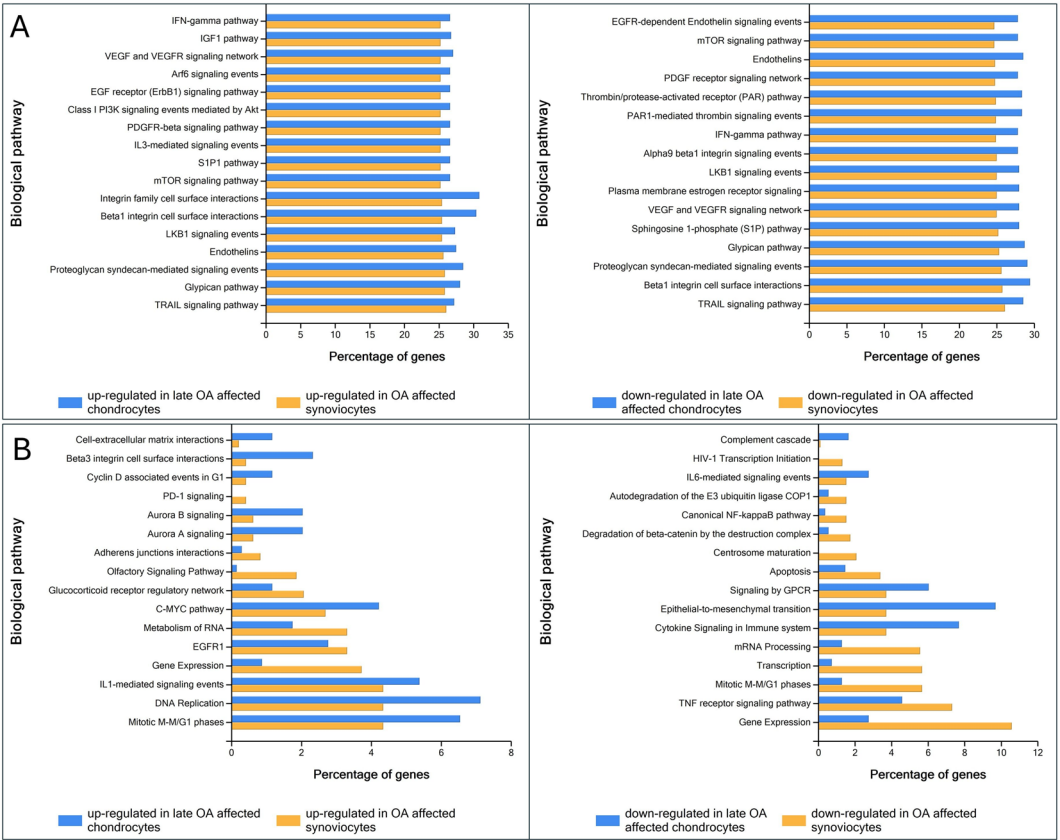 A
Biological pathway
IFN-gamma pathway
IGF1 pathway
VEGF and VEGFR signaling network
Arf6 signaling events
EGF receptor (ErbB1) signaling pathway
Class I PI3K signaling events mediated by Akt
PDGFR-beta signaling pathway
IL3-mediated signaling events
S1P1 pathway
mTOR signaling pathway
Integrin family cell surface interactions
Beta1 integrin cell surface interactions
LKB1 signaling events
Endothelins
Proteoglycan syndecan-mediated signaling events
Glypican pathway
TRAIL signaling pathway
0 5 10 15 20 25 30 35
Percentage of genes
up-regulated in late OA affected
chondrocytes
up-regulated in OA affected
synoviocytes
Biological pathway
EGFR-dependent Endothelin signaling events
mTOR signaling pathway
Endothelins
PDGF receptor signaling network
Thrombin/protease-activated receptor (PAR) pathway
PAR1-mediated thrombin signaling events
IFN-gamma pathway
Alpha9 beta1 integrin signaling events
LKB1 signaling events
Plasma membrane estrogen receptor signaling
VEGF and VEGFR signaling network
Sphingosine 1-phosphate (S1P) pathway
Glypican pathway
Proteoglycan syndecan-mediated signaling events
Beta1 integrin cell surface interactions
TRAIL signaling pathway
0 5 10 15 20 25 30
Percentage of genes
down-regulated in late OA
affected chondrocytes
down-regulated in OA affected
synoviocytes
B
Biological pathway
Cell-extracellular matrix interactions
Beta3 integrin cell surface interactions
Cyclin D associated events in G1
PD-1 signaling
Aurora B signaling
Aurora A signaling
Adherens junctions interactions
Olfactory Signaling Pathway
Glucocorticoid receptor regulatory network
C-MYC pathway
Metabolism of RNA
EGFR1
Gene Expression
IL1-mediated signaling events
DNA Replication
Mitotic M-M/G1 phases
0 2 4 6 8
Percentage of genes
up-regulated in late OA affected
chondrocytes
up-regulated in OA affected
synoviocytes
Biological pathway
Complement cascade
HIV-1 Transcription Initiation
IL6-mediated signaling events
Autodegradation of the E3 ubiquitin ligase COP1
Canonical NF-kappaB pathway
Degradation of beta-catenin by the destruction complex
Centrosome maturation
Apoptosis
Signaling by GPCR
Epithelial-to-mesenchymal transition
Cytokine Signaling in Immune system
mRNA Processing
Transcription
Mitotic M-M/G1 phases
TNF receptor signaling pathway
Gene Expression
0 2 4 6 8 10 12
Percentage of genes
down-regulated in late OA
affected chondrocytes
down-regulated in OA affected
synoviocytes